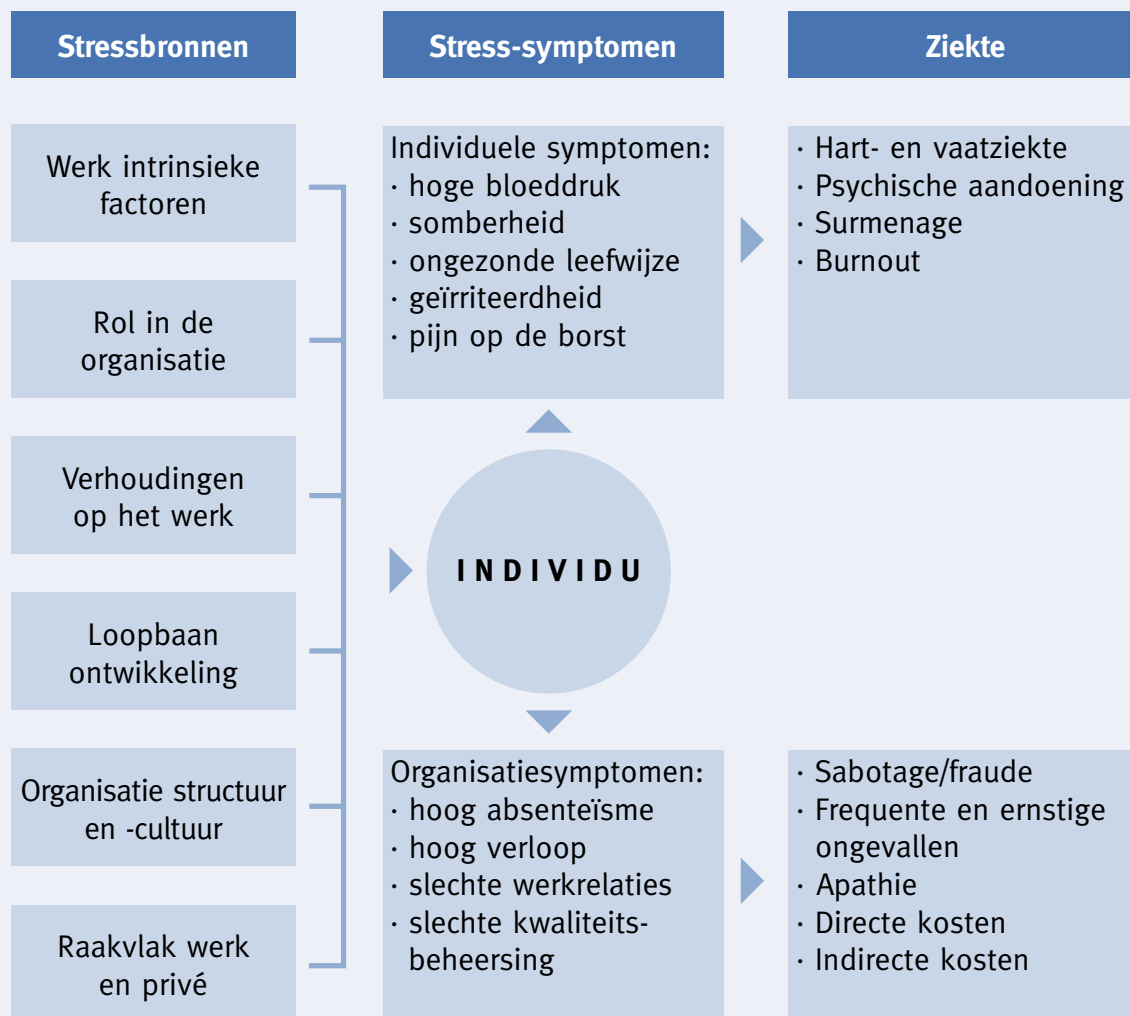 Stressbronnen
Stress-symptomen
Ziekte
Werk intrinsieke
factoren
Rol in de
organisatie
Verhoudingen
op het werk
Loopbaan
ontwikkeling
Organisatie structuur
en -cultuur
Raakvlak werk
en privé
Individuele symptomen:
· hoge bloeddruk
· somberheid
· ongezonde leefwijze
· geïrriteerdheid
· pijn op de borst
INDIVIDU
Organisatiesymptomen:
· hoog absenteïsme
· hoog verloop
· slechte werkrelaties
· slechte kwaliteits-
beheersing
· Hart- en vaatziekte
· Psychische aandoening
· Surmenage
· Burnout
· Sabotage/fraude
· Frequente en ernstige
ongevallen
· Apathie
· Directe kosten
· Indirecte kosten